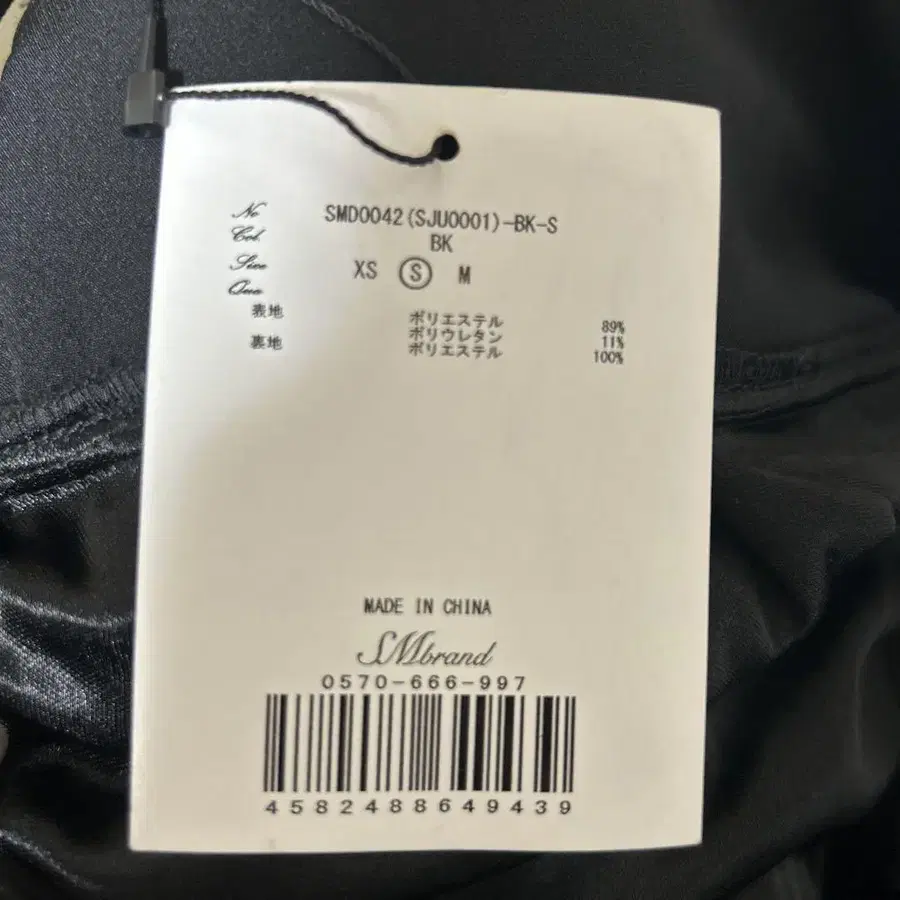 No SMD0042(SJU0001)-BK-S
Col. BK
Size XS S M
Qua.
表地 ポリエステル 89%
ポリウレタン 11%
裏地 ポリエステル 100%
MADE IN CHINA
SMbrand
0570-666-997
4582488649439